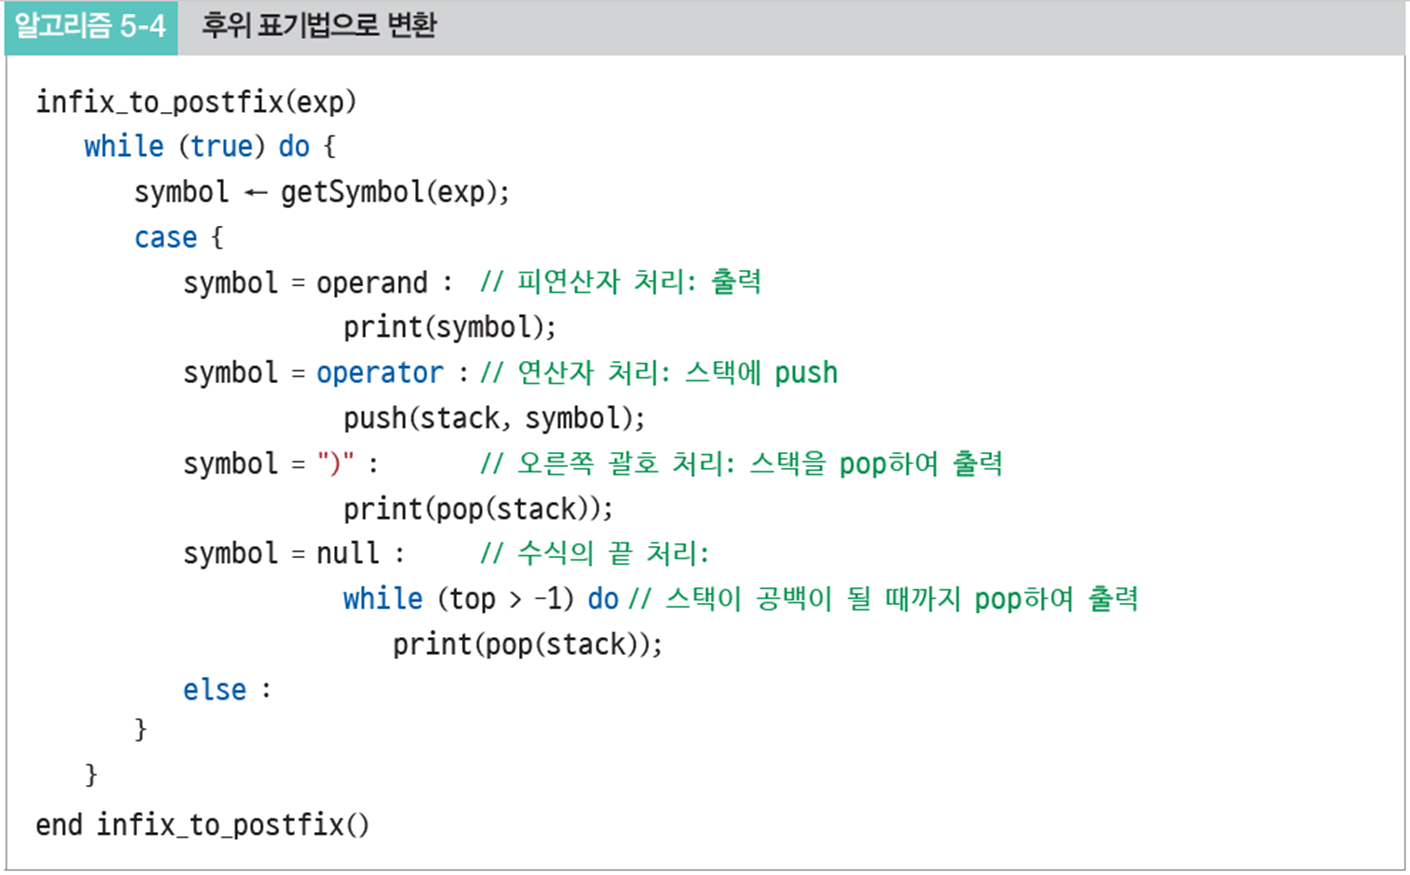 알고리즘 5-4 후위 표기법으로 변환
infix_to_postfix(exp)
while (true) do {
symbol ← getSymbol(exp);
case {
symbol = operand : // 피연산자 처리: 출력
print(symbol);
symbol = operator : // 연산자 처리: 스택에 push
push(stack, symbol);
symbol = ")" : // 오른쪽 괄호 처리: 스택을 pop하여 출력
print(pop(stack));
symbol = null : // 수식의 끝 처리:
while (top > -1) do // 스택이 공백이 될 때까지 pop하여 출력
print(pop(stack));
else :
}
}
end infix_to_postfix()